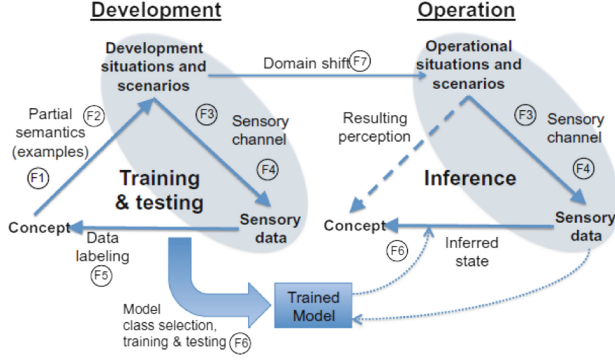 Development
Operation
Development
situations and
scenarios
Domain shift F7
Operational
situations and
scenarios
Partial
semantics
(examples)
F2
F1
F3
Sensory
channel
F4
Training
& testing
Concept
Sensory
data
Data
labeling
F5
Resulting
perception
F3
Sensory
channel
F4
Inference
Concept
Sensory
data
F6
Inferred
state
Model
class selection,
training & testing F6
Trained
Model